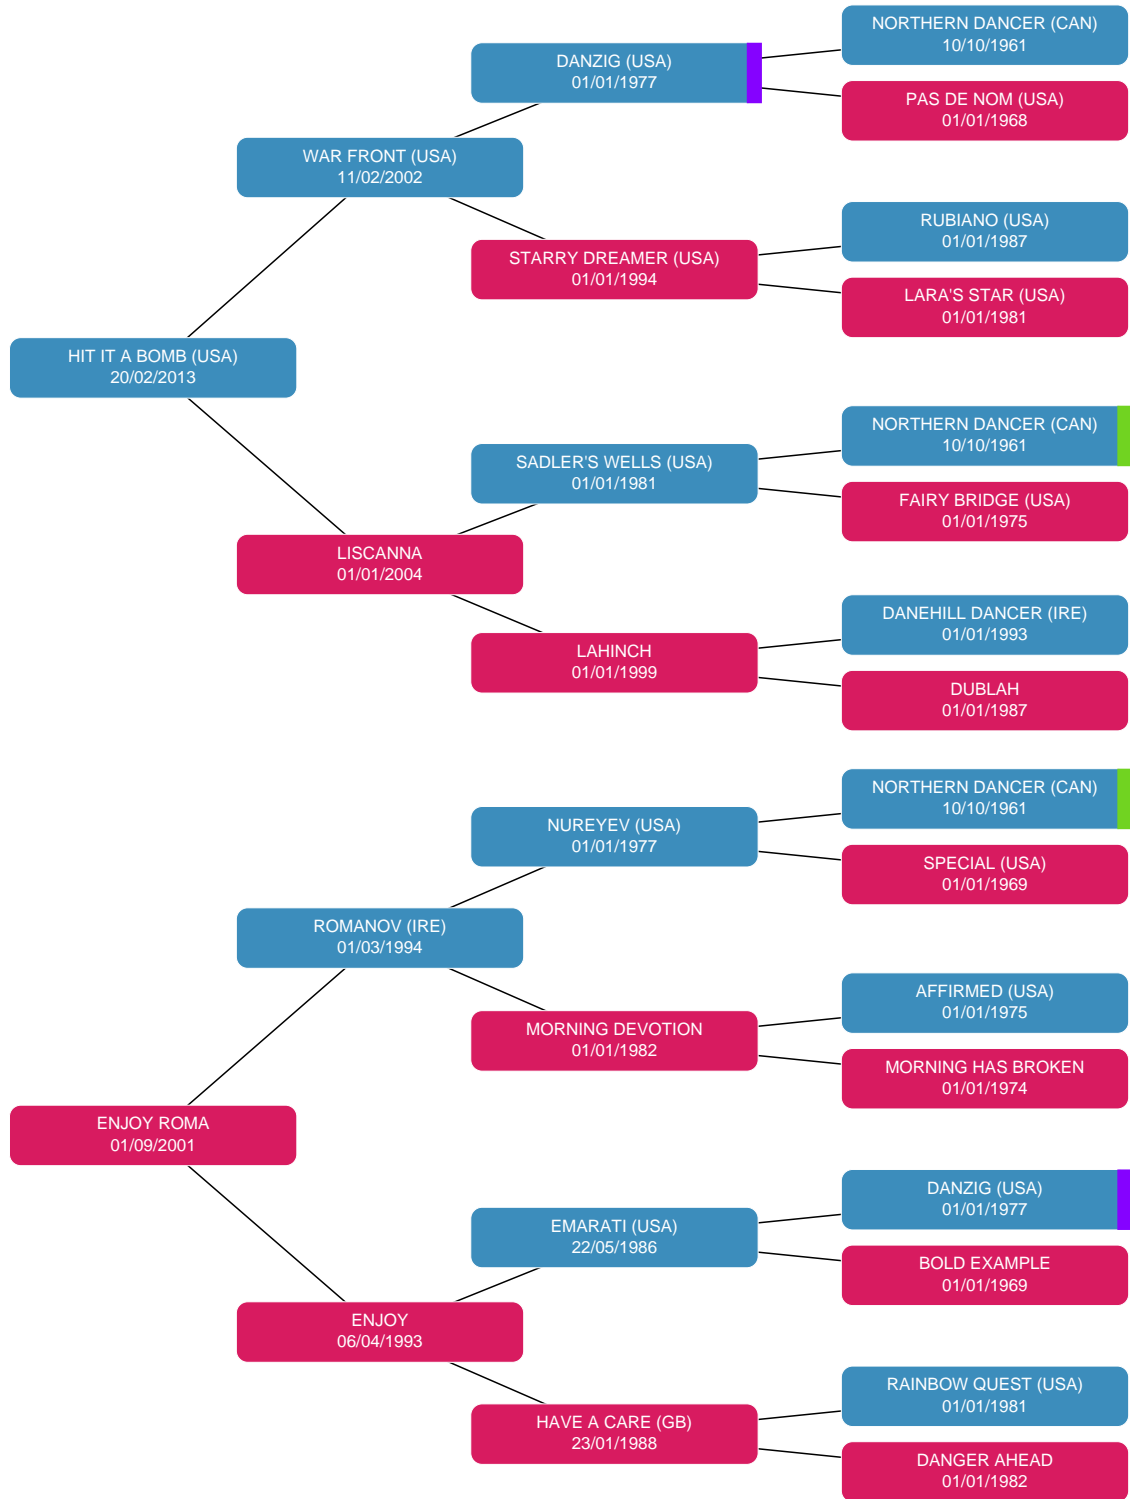 NORTHERN DANCER (CAN)
10/10/1961
DANZIG (USA)
01/01/1977
PAS DE NOM (USA)
01/01/1968
WAR FRONT (USA)
11/02/2002
RUBIANO (USA)
01/01/1987
STARRY DREAMER (USA)
01/01/1994
LARA'S STAR (USA)
01/01/1981
HIT IT A BOMB (USA)
20/02/2013
NORTHERN DANCER (CAN)
10/10/1961
SADLER'S WELLS (USA)
01/01/1981
FAIRY BRIDGE (USA)
01/01/1975
LISCANNA
01/01/2004
DANEHILL DANCER (IRE)
01/01/1993
LAHINCH
01/01/1999
DUBLAH
01/01/1987
NORTHERN DANCER (CAN)
10/10/1961
NUREYEV (USA)
01/01/1977
SPECIAL (USA)
01/01/1969
ROMANOV (IRE)
01/03/1994
AFFIRMED (USA)
01/01/1975
MORNING DEVOTION
01/01/1982
MORNING HAS BROKEN
01/01/1974
ENJOY ROMA
01/09/2001
DANZIG (USA)
01/01/1977
EMARATI (USA)
22/05/1986
BOLD EXAMPLE
01/01/1969
ENJOY
06/04/1993
RAINBOW QUEST (USA)
01/01/1981
HAVE A CARE (GB)
23/01/1988
DANGER AHEAD
01/01/1982